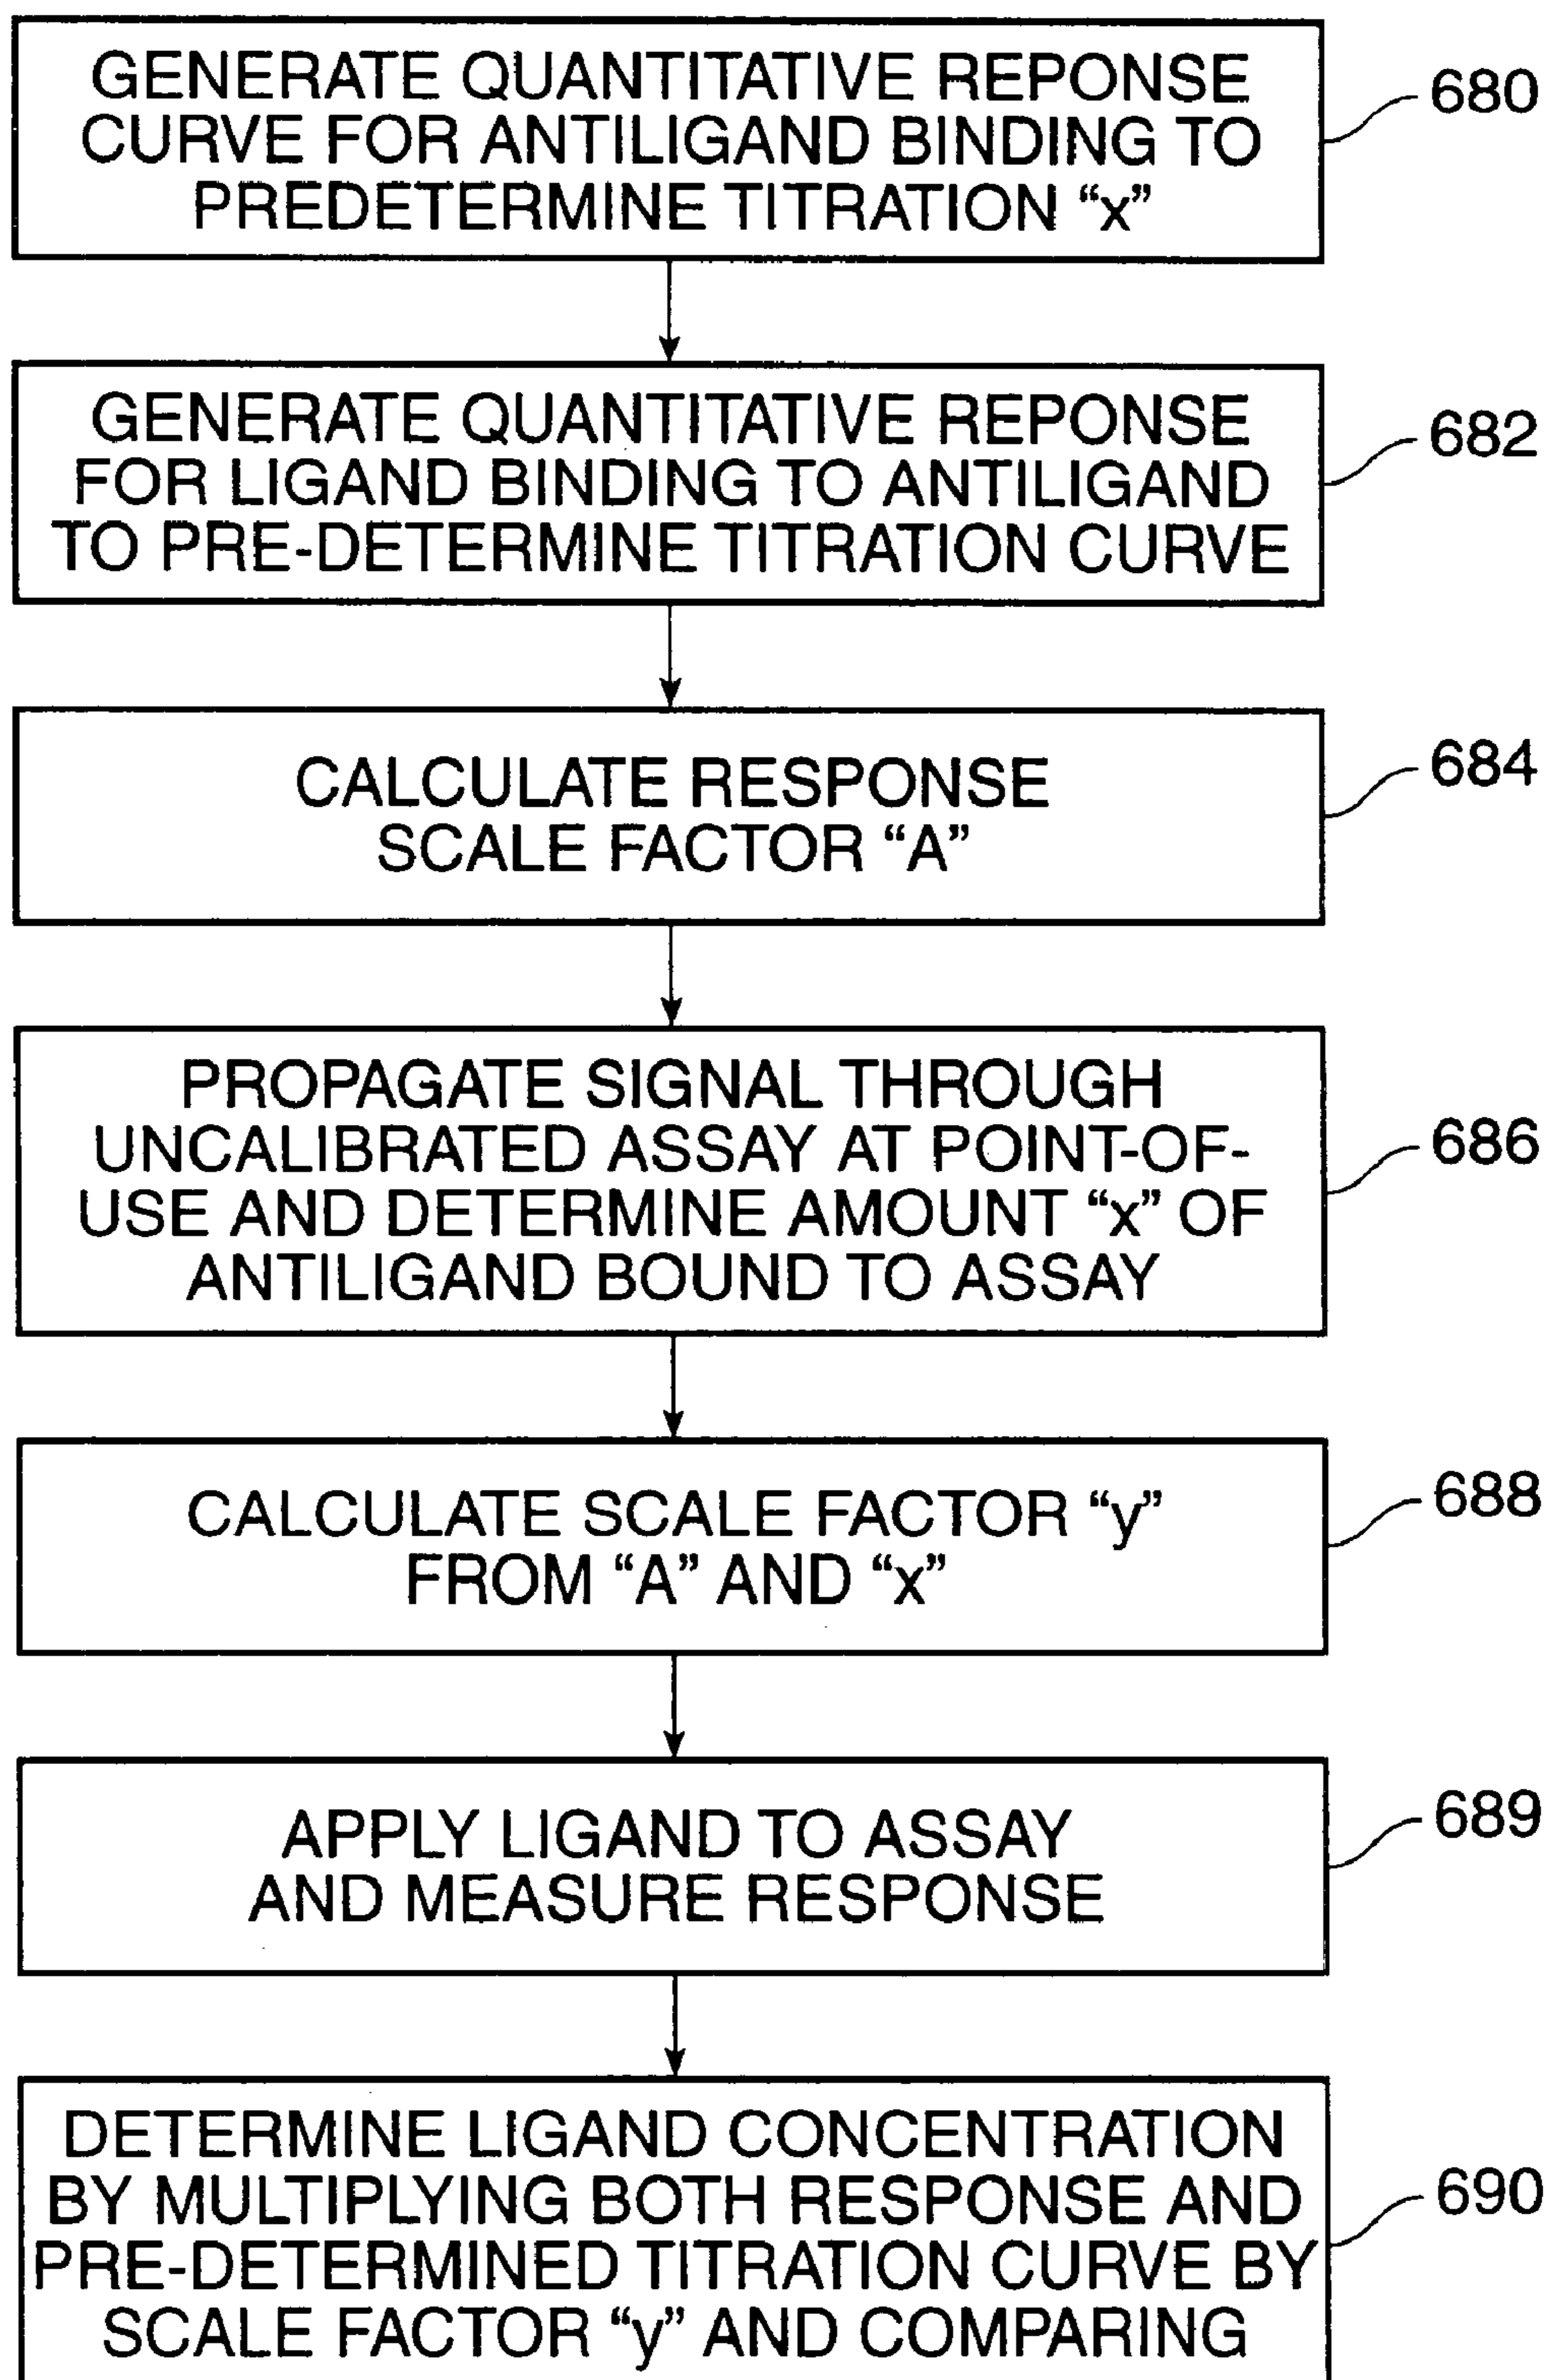 GENERATE QUANTITATIVE REPONSE
CURVE FOR ANTILIGAND BINDING TO
PREDETERMINE TITRATION “x”
680
GENERATE QUANTITATIVE REPONSE
FOR LIGAND BINDING TO ANTILIGAND
TO PRE-DETERMINE TITRATION CURVE
682
CALCULATE RESPONSE
SCALE FACTOR “A”
684
PROPAGATE SIGNAL THROUGH
UNCALIBRATED ASSAY AT POINT-OF-
USE AND DETERMINE AMOUNT “x” OF
ANTILIGAND BOUND TO ASSAY
686
CALCULATE SCALE FACTOR “y”
FROM “A” AND “x”
688
APPLY LIGAND TO ASSAY
AND MEASURE RESPONSE
689
DETERMINE LIGAND CONCENTRATION
BY MULTIPLYING BOTH RESPONSE AND
PRE-DETERMINED TITRATION CURVE BY
SCALE FACTOR “y” AND COMPARING
690